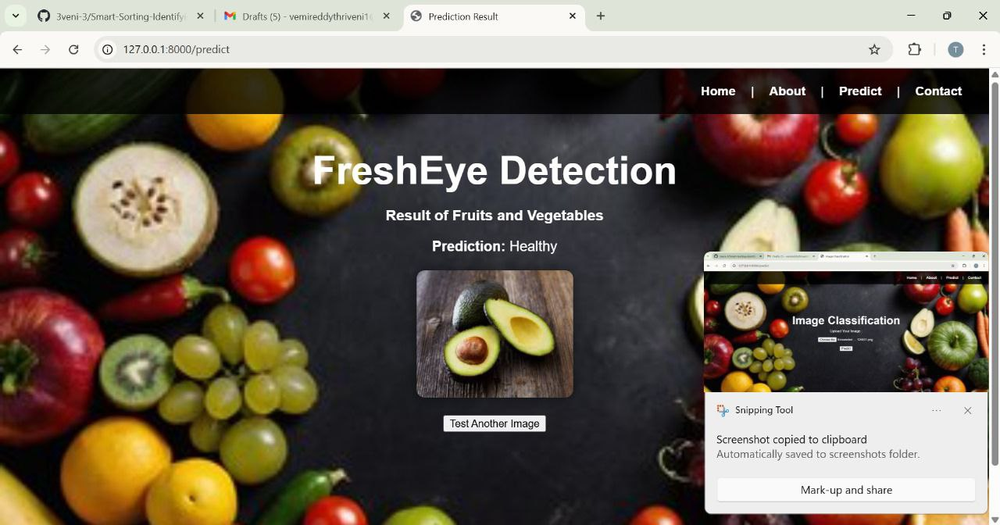 3veni-3/Smart-Sorting-Identifyi
Drafts (5) - vemireddythriveni1
Prediction Result
127.0.0.1:8000/predict
T
Home | About | Predict | Contact
FreshEye Detection
Result of Fruits and Vegetables
Prediction: Healthy
Test Another Image
Home | About | Predict | Contact
Image Classification
Upload Your Image
Predict
Snipping Tool
Screenshot copied to clipboard
Automatically saved to screenshots folder.
Mark-up and share